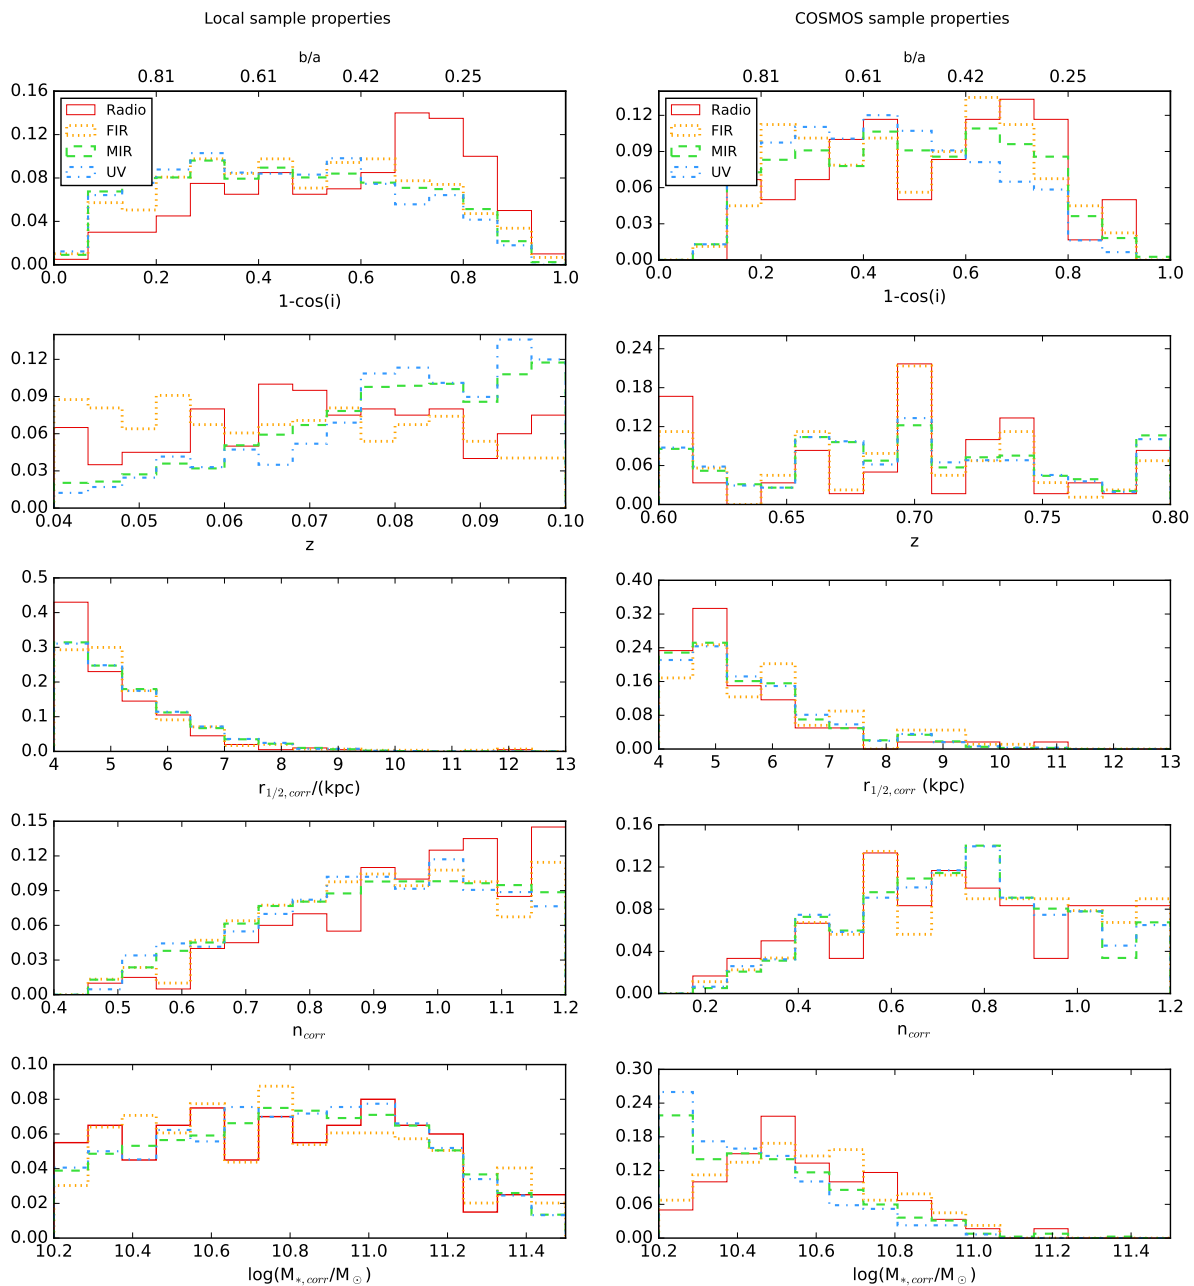 Local sample properties
COSMOS sample properties
b/a
0.81 0.61 0.42 0.25
0.16
0.12
0.08
0.04
0.00
Radio
FIR
MIR
UV
0.0 0.2 0.4 0.6 0.8 1.0
1-cos(i)
b/a
0.81 0.61 0.42 0.25
0.12
0.09
0.06
0.03
0.00
Radio
FIR
MIR
UV
0.0 0.2 0.4 0.6 0.8 1.0
1-cos(i)
0.12
0.09
0.06
0.03
0.00
0.04 0.05 0.06 0.07 0.08 0.09 0.10
z
0.24
0.18
0.12
0.06
0.00
0.60 0.65 0.70 0.75 0.80
z
0.5
0.4
0.3
0.2
0.1
0.0
4 5 6 7 8 9 10 11 12 13
r1/2,corr/(kpc)
0.40
0.32
0.24
0.16
0.08
0.00
4 5 6 7 8 9 10 11 12 13
r1/2,corr (kpc)
0.15
0.12
0.09
0.06
0.03
0.00
0.4 0.5 0.6 0.7 0.8 0.9 1.0 1.1 1.2
ncorr
0.16
0.12
0.08
0.04
0.00
0.2 0.4 0.6 0.8 1.0 1.2
ncorr
0.10
0.08
0.06
0.04
0.02
0.00
10.2 10.4 10.6 10.8 11.0 11.2 11.4
log(M*,corr/M⊙)
0.30
0.24
0.18
0.12
0.06
0.00
10.2 10.4 10.6 10.8 11.0 11.2 11.4
log(M*,corr/M⊙)